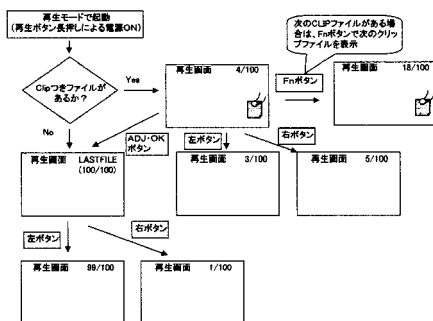 再生モードで起動
(再生ボタン長押しによる電源ON)
次のCLIPファイルがある場
合は、Fnボタンで次のクリッ
プファイルを表示
Clipつきファイルが
あるか？
Yes
No
再生画面 4/100
Fnボタン
再生画面 18/100
ADJ・OK
ボタン
左ボタン
右ボタン
再生画面 LASTFILE
(100/100)
再生画面 3/100
再生画面 5/100
左ボタン
右ボタン
再生画面 99/100
再生画面 1/100